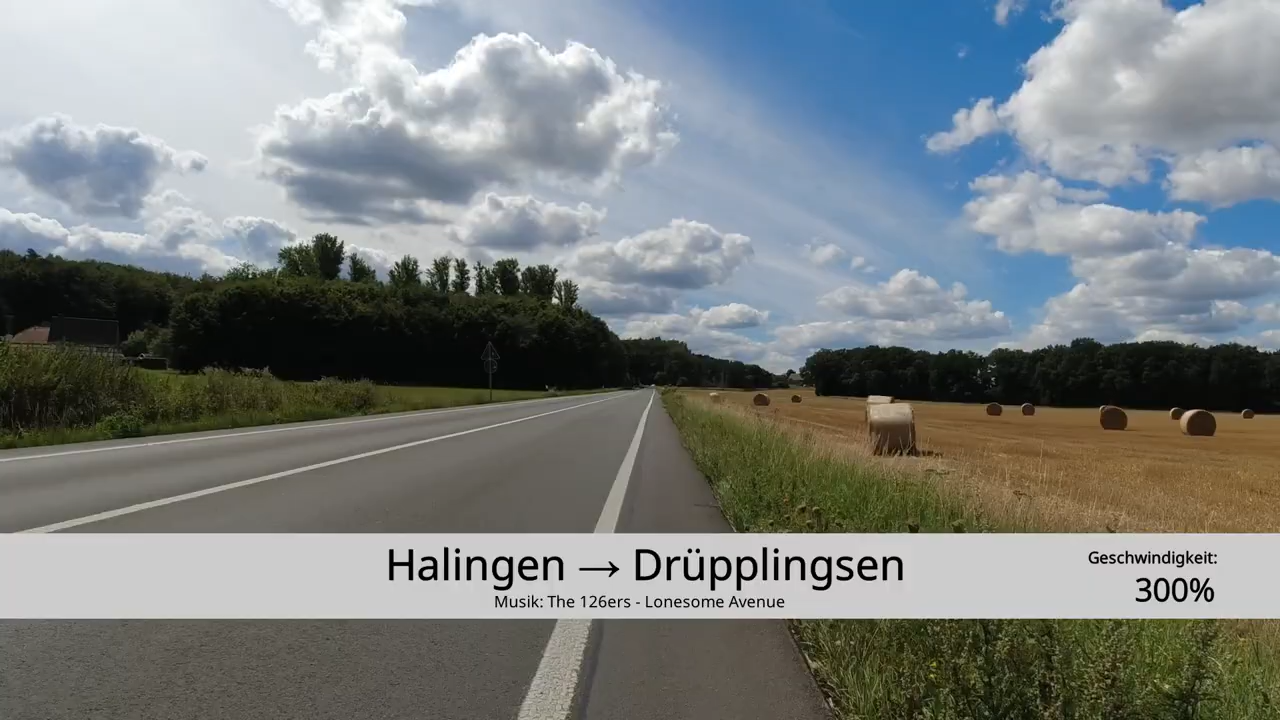 Halingen → Drüpplingsen
Musik: The 126ers - Lonesome Avenue
Geschwindigkeit:
300%